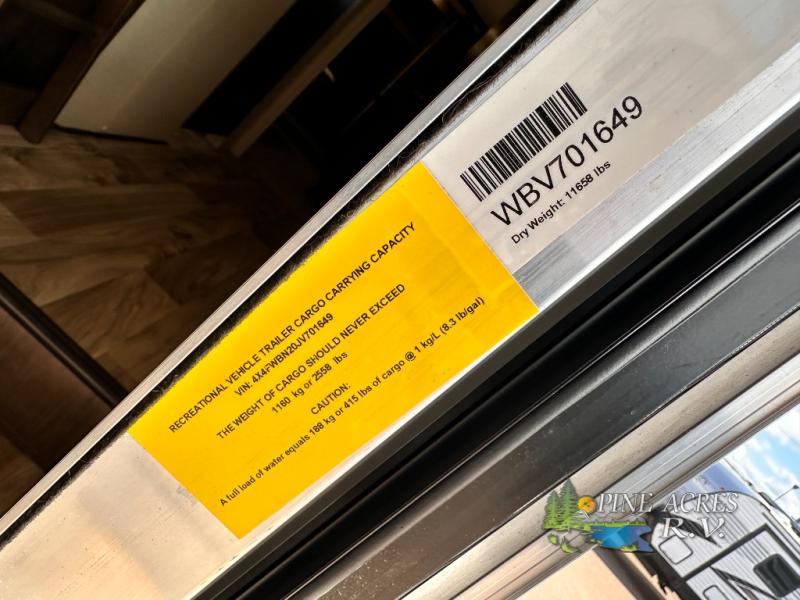 WBV701649
Dry Weight: 11658 lbs
RECREATIONAL VEHICLE TRAILER CARGO CARRYING CAPACITY
VIN: 4X4FWBN20JV701649
THE WEIGHT OF CARGO SHOULD NEVER EXCEED
1160 kg or 2558 lbs
CAUTION:
A full load of water equals 188 kg or 415 lbs of cargo @ 1 kg/L (8.3 lb/gal)
PINE ACRES
R.V.